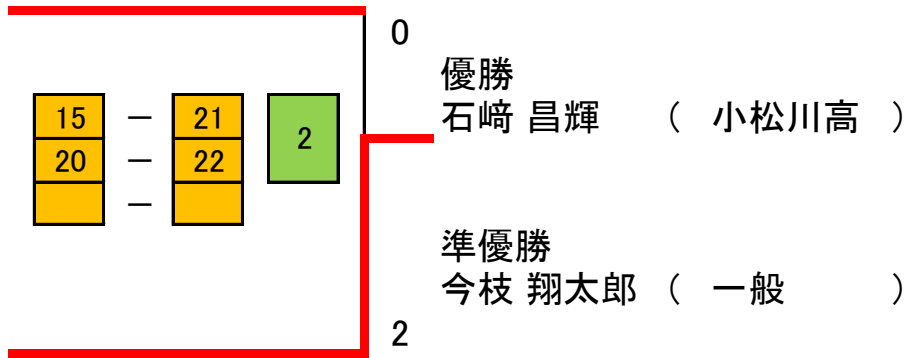 0
優勝
石﨑 昌輝 （ 小松川高 ）
15 － 21 2
20 － 22
－
準優勝
今枝 翔太郎 （ 一般 ）
2